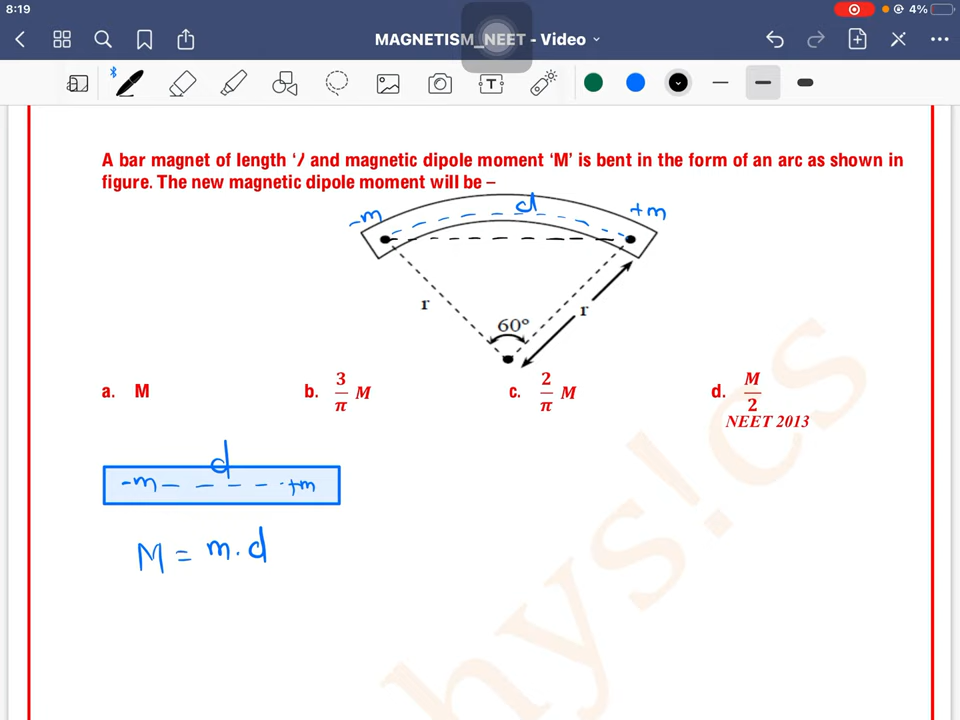 8:19
4%
MAGNETISM_NEET - Video
A bar magnet of length ‘l’ and magnetic dipole moment ‘M’ is bent in the form of an arc as shown in
figure. The new magnetic dipole moment will be –
-m
d
+m
r
60°
r
a. M
b. 3/π M
c. 2/π M
d. M/2
NEET 2013
d
-m
+m
M = m.d
hys!cs